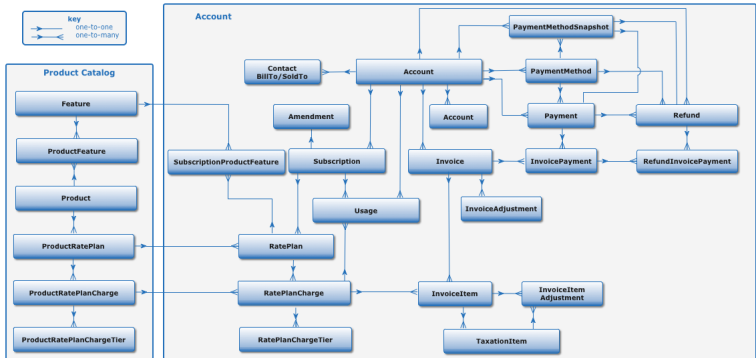 key
one-to-one
one-to-many
Product Catalog
Feature
ProductFeature
Product
ProductRatePlan
ProductRatePlanCharge
ProductRatePlanChargeTier
Account
PaymentMethodSnapshot
Contact
BillTo/SoldTo
Account
PaymentMethod
Amendment
Account
Payment
Refund
SubscriptionProductFeature
Subscription
Invoice
InvoicePayment
RefundInvoicePayment
Usage
InvoiceAdjustment
RatePlan
RatePlanCharge
InvoiceItem
InvoiceItem
Adjustment
RatePlanChargeTier
TaxationItem